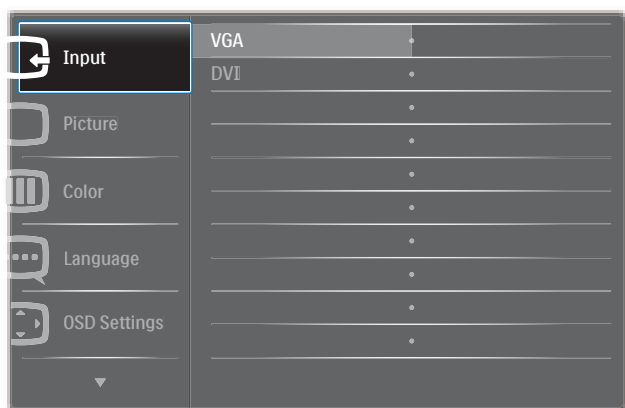 Input
VGA
DVI
Picture
Color
Language
OSD Settings